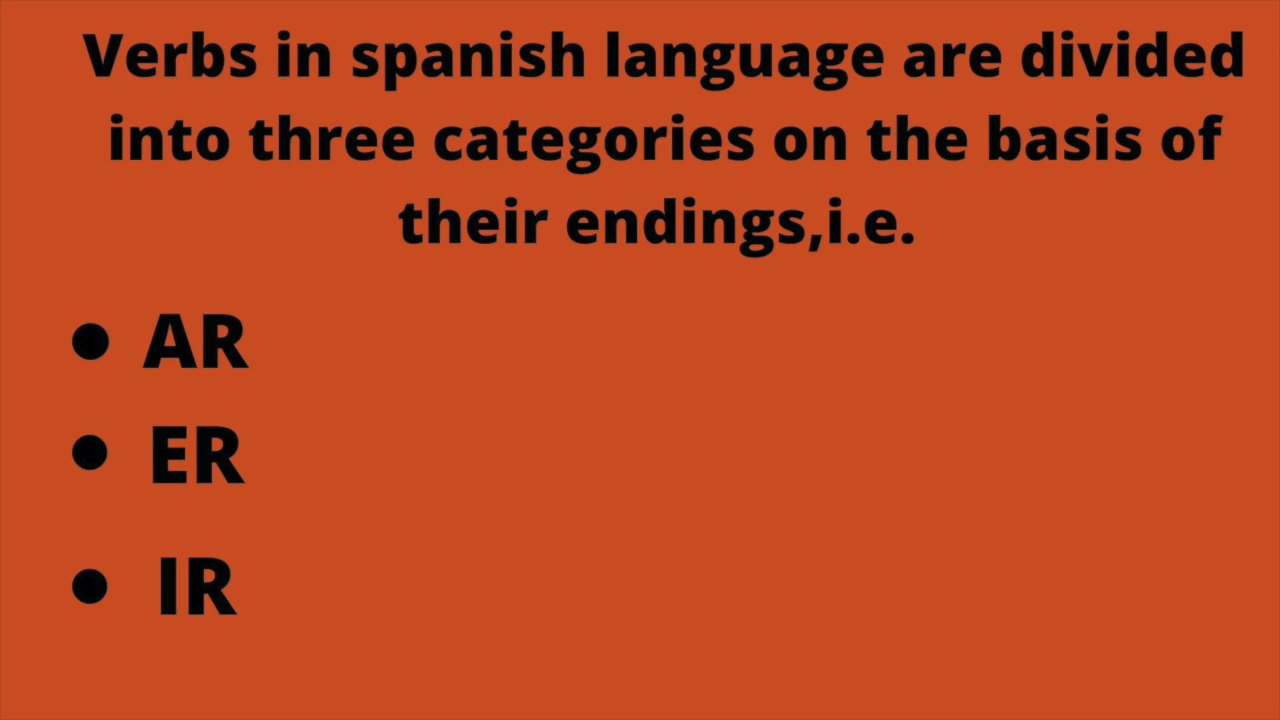 Verbs in spanish language are divided
into three categories on the basis of
their endings,i.e.
● AR
● ER
● IR